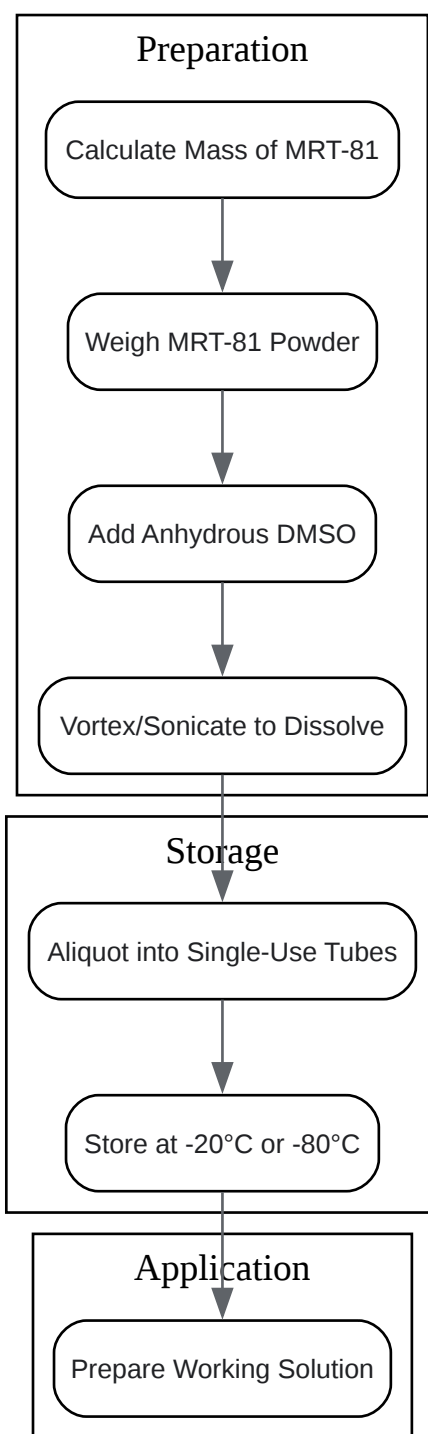 Preparation
Calculate Mass of MRT-81
Weigh MRT-81 Powder
Add Anhydrous DMSO
Vortex/Sonicate to Dissolve
Storage
Aliquot into Single-Use Tubes
Store at -20°C or -80°C
Application
Prepare Working Solution